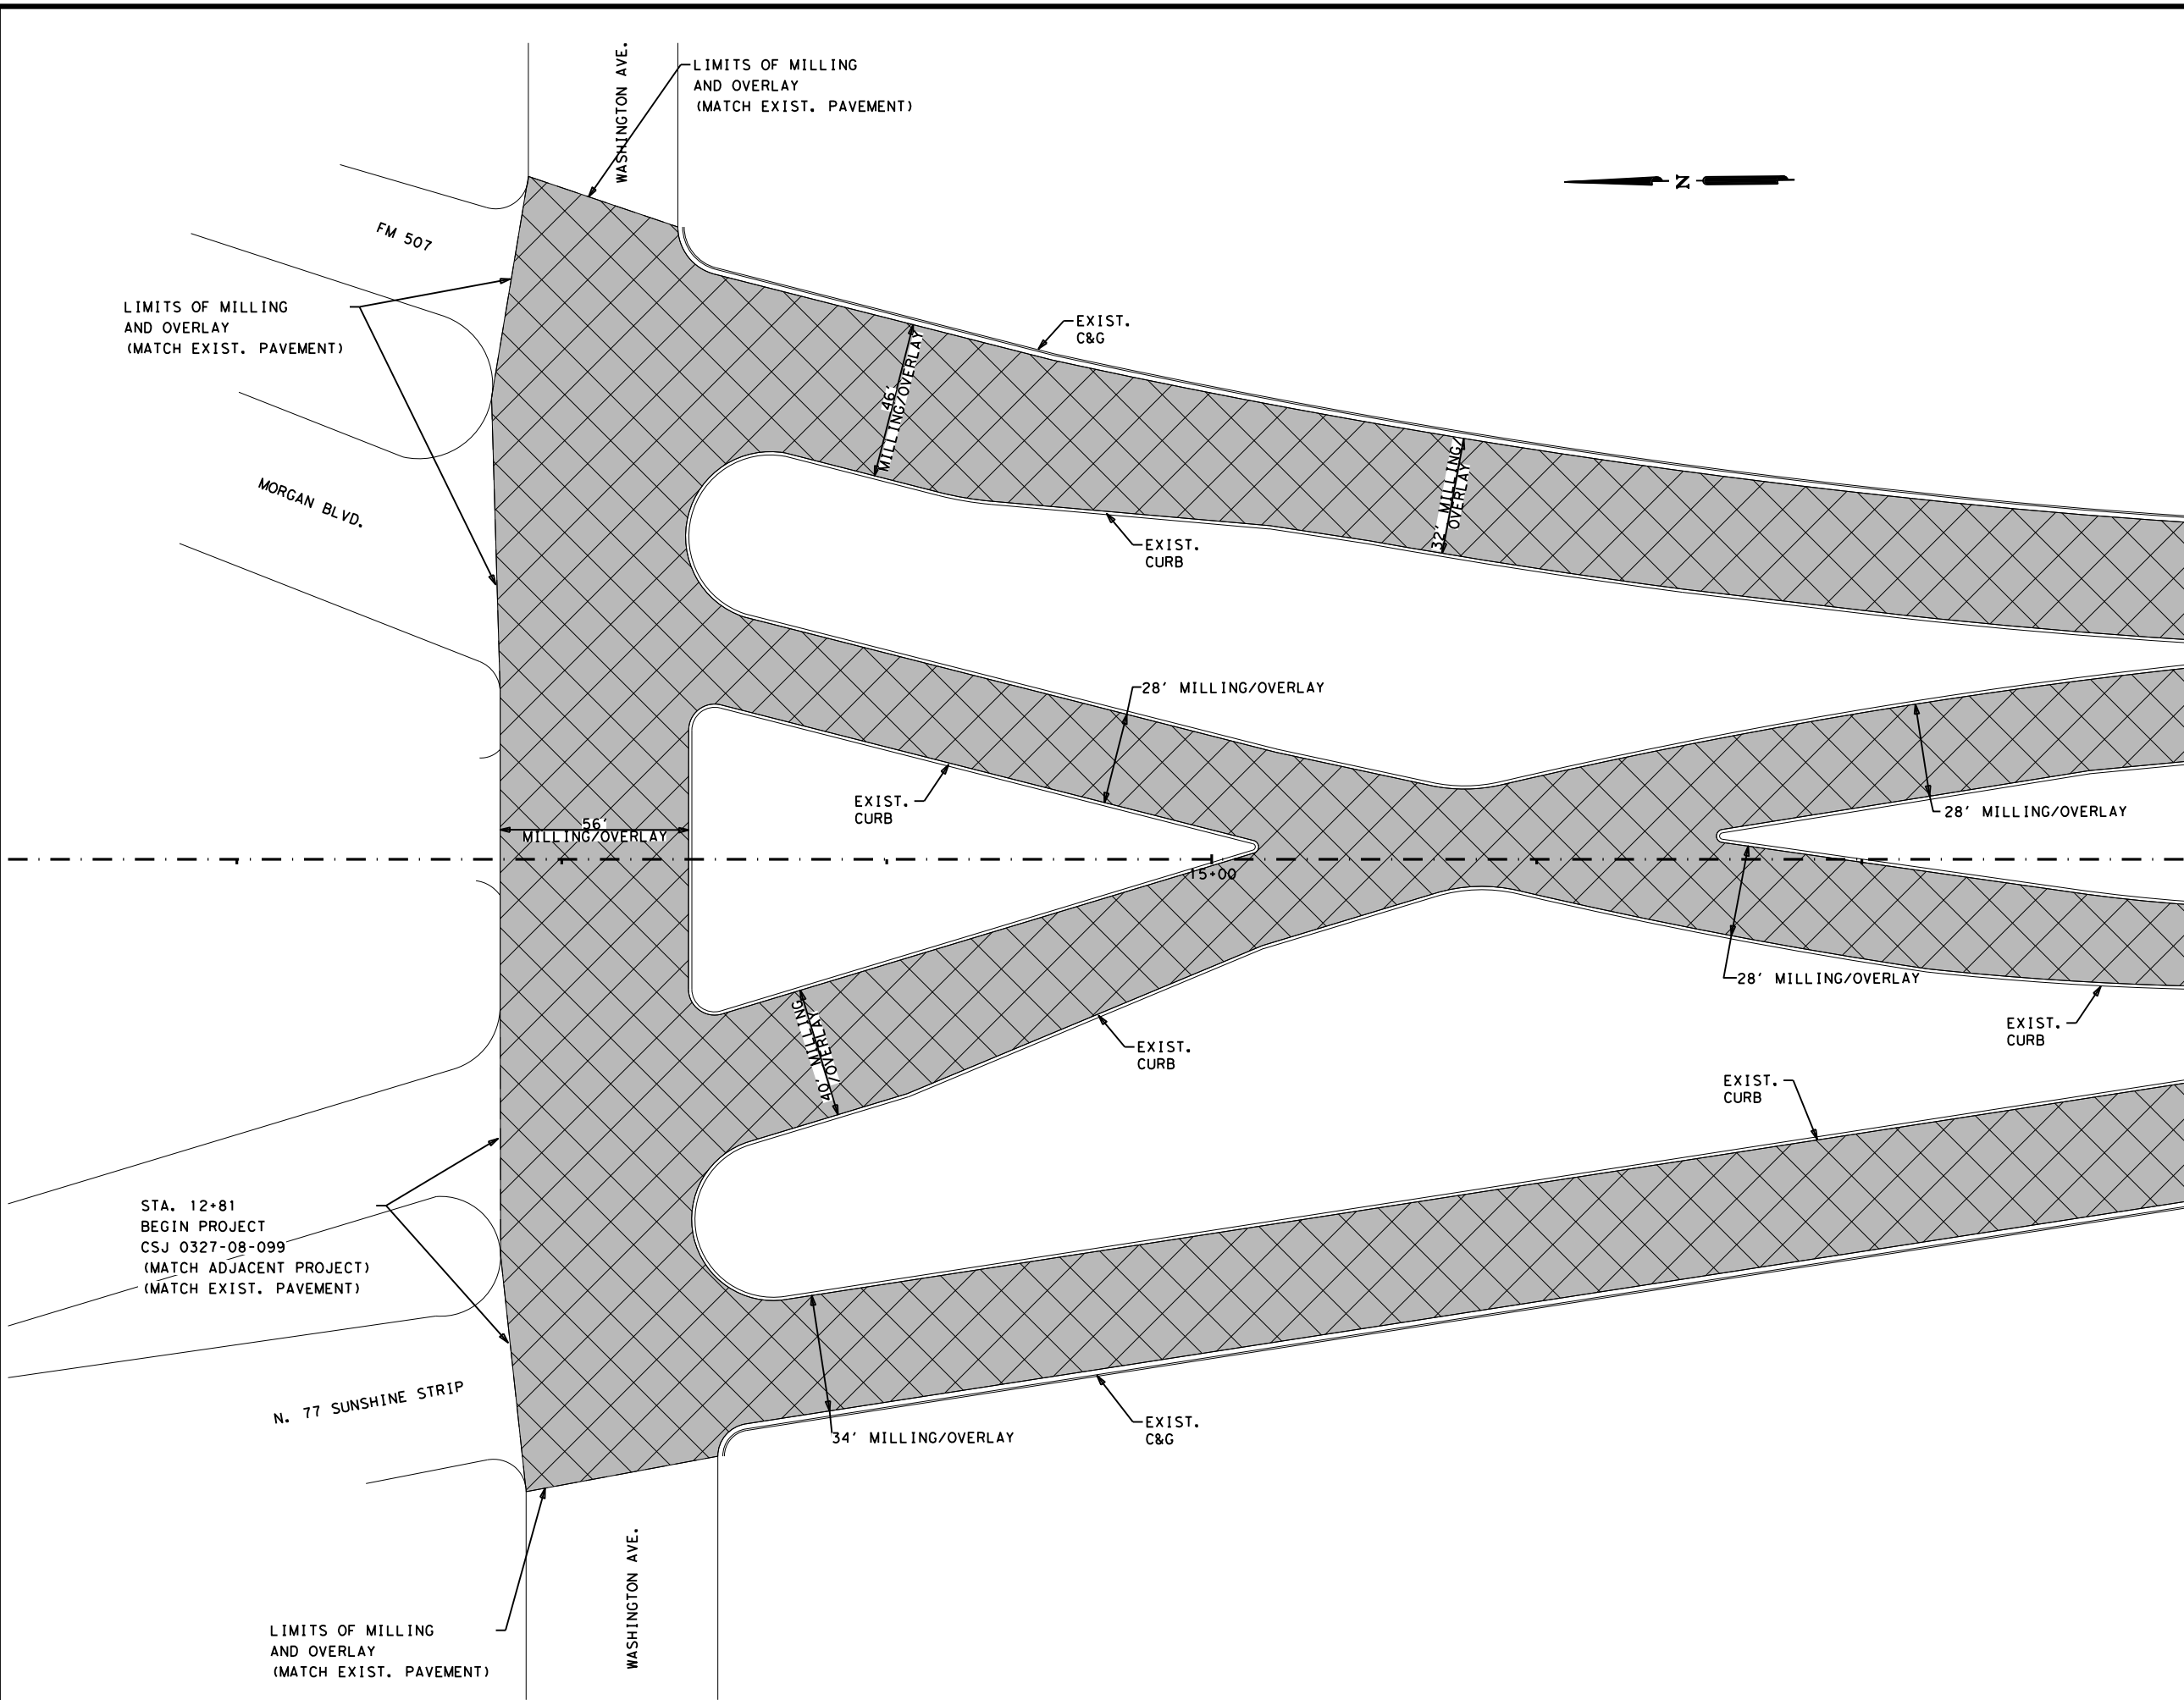 WASHINGTON AVE.
LIMITS OF MILLING
AND OVERLAY
(MATCH EXIST. PAVEMENT)
N
FM 507
LIMITS OF MILLING
AND OVERLAY
(MATCH EXIST. PAVEMENT)
EXIST.
C&G
46'
MILLING/OVERLAY
32' MILLING/
OVERLAY
MORGAN BLVD.
EXIST.
CURB
28' MILLING/OVERLAY
EXIST.
CURB
28' MILLING/OVERLAY
56'
MILLING/OVERLAY
15+00
28' MILLING/OVERLAY
40' MILLING
/OVERLAY
EXIST.
CURB
EXIST.
CURB
EXIST.
CURB
STA. 12+81
BEGIN PROJECT
CSJ 0327-08-099
(MATCH ADJACENT PROJECT)
(MATCH EXIST. PAVEMENT)
N. 77 SUNSHINE STRIP
34' MILLING/OVERLAY
EXIST.
C&G
WASHINGTON AVE.
LIMITS OF MILLING
AND OVERLAY
(MATCH EXIST. PAVEMENT)